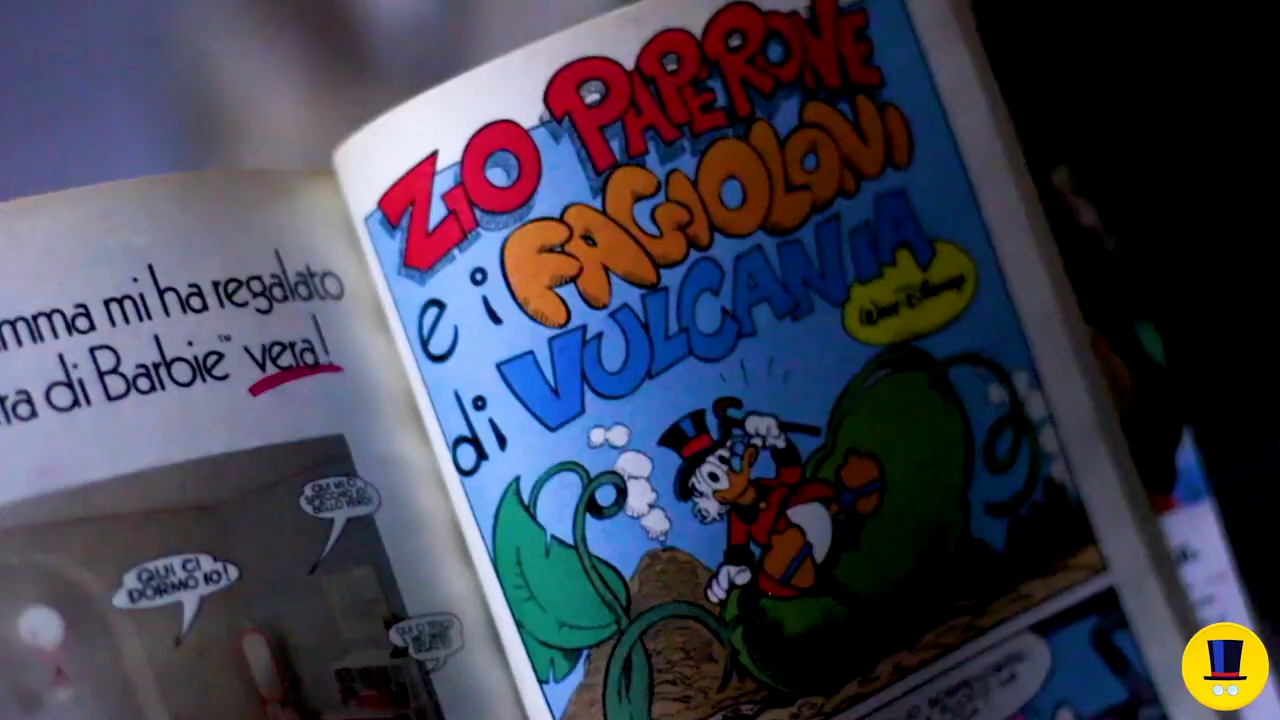 mma mi ha regalato
ra di Barbie™ vera!
QUI CI
DORMO IO!
ZIO PAPERONE
e i FAGIOLONI
di VULCANIA
WALT DISNEY